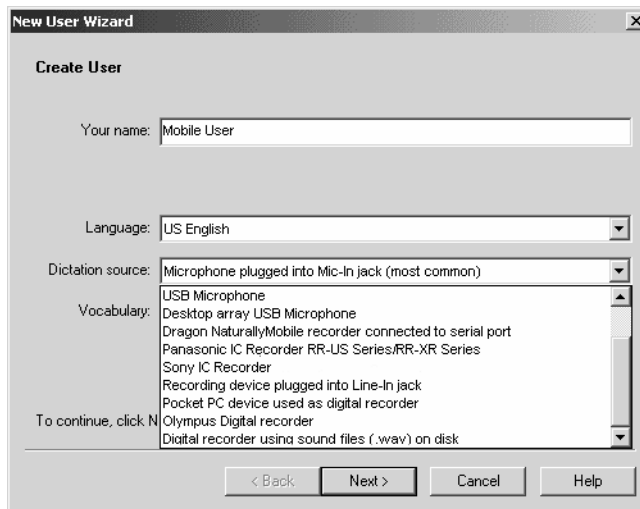 New User Wizard
Create User
Your name: Mobile User
Language: US English
Dictation source: Microphone plugged into Mic-In jack (most common)
USB Microphone
Vocabulary: Desktop array USB Microphone
Dragon NaturallyMobile recorder connected to serial port
Panasonic IC Recorder RR-US Series/RR-XR Series
Sony IC Recorder
Recording device plugged into Line-In jack
Pocket PC device used as digital recorder
To continue, click N Olympus Digital recorder
Digital recorder using sound files (.wav) on disk
< Back Next > Cancel Help